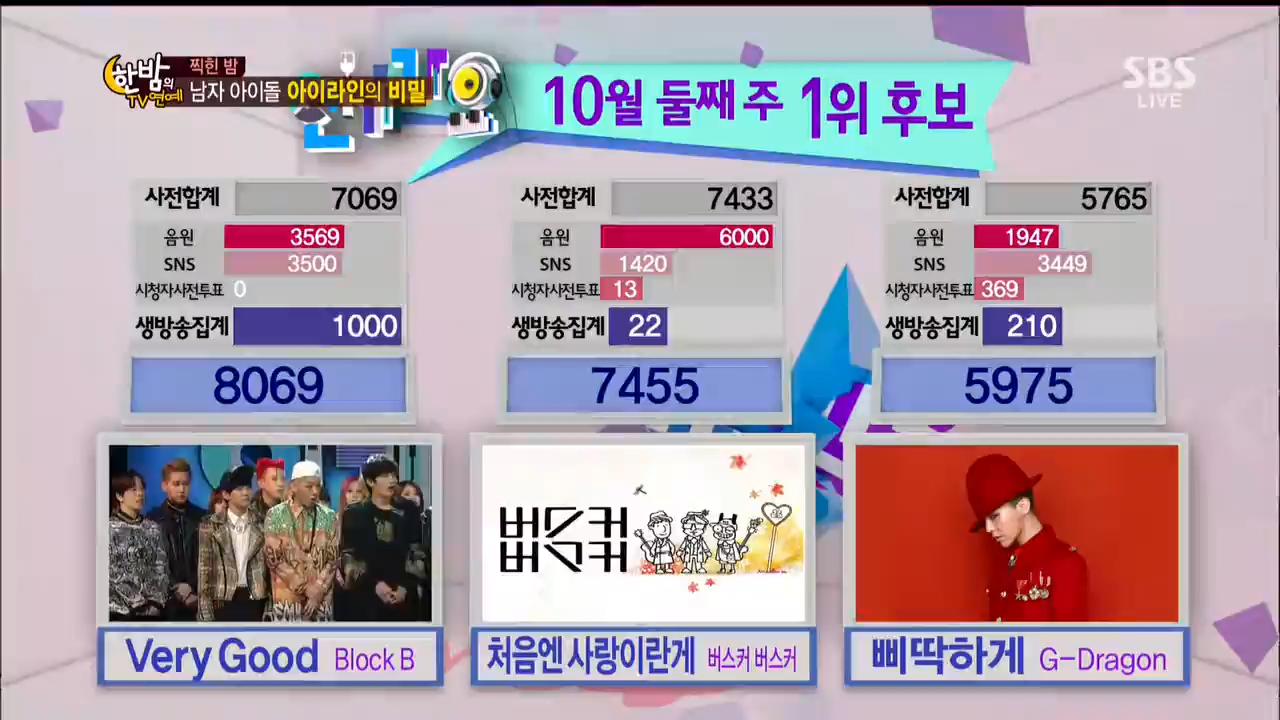 한밤의
TV연예
찍힌 밤
남자 아이돌 아이라인의 비밀
10월 둘째 주 1위 후보
SBS
LIVE
사전합계 7069
음원 3569
SNS 3500
시청자사전투표 0
생방송집계 1000
8069
Very Good Block B
사전합계 7433
음원 6000
SNS 1420
시청자사전투표 13
생방송집계 22
7455
버스커
버스커
처음엔 사랑이란게 버스커 버스커
사전합계 5765
음원 1947
SNS 3449
시청자사전투표 369
생방송집계 210
5975
삐딱하게 G-Dragon